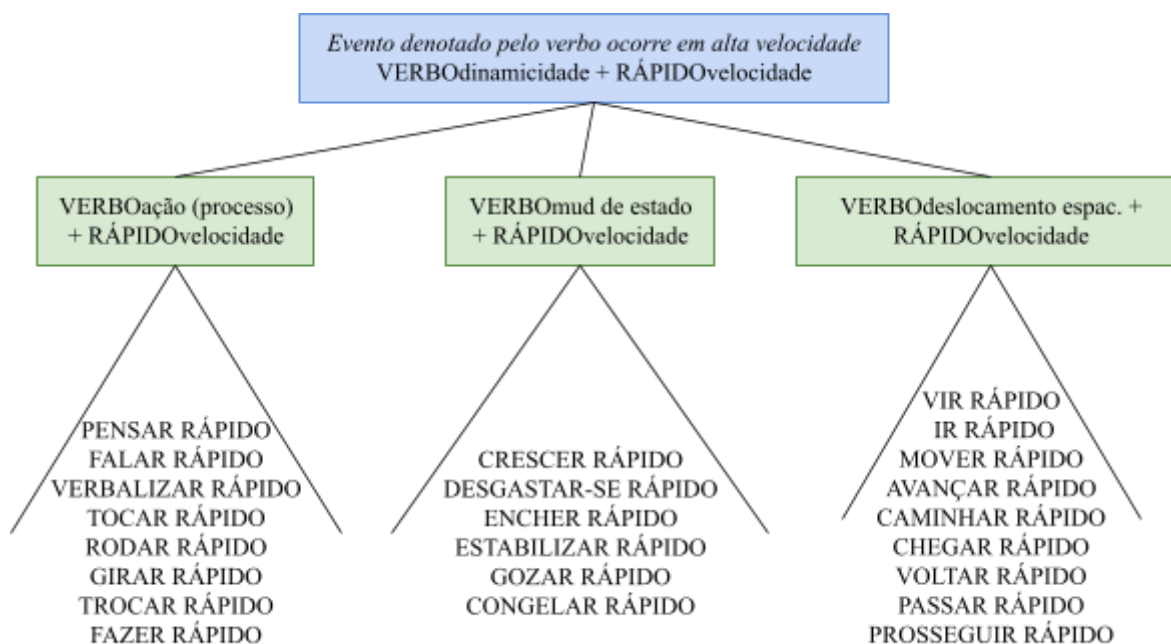 Evento denotado pelo verbo ocorre em alta velocidade
VERBOdinamicidade + RÁPIDOvelocidade
VERBOação (processo)
+ RÁPIDOvelocidade
VERBOmud de estado
+ RÁPIDOvelocidade
VERBOdeslocamento espac. +
RÁPIDOvelocidade
PENSAR RÁPIDO
FALAR RÁPIDO
VERBALIZAR RÁPIDO
TOCAR RÁPIDO
RODAR RÁPIDO
GIRAR RÁPIDO
TROCAR RÁPIDO
FAZER RÁPIDO
CRESCER RÁPIDO
DESGASTAR-SE RÁPIDO
ENCHER RÁPIDO
ESTABILIZAR RÁPIDO
GOZAR RÁPIDO
CONGELAR RÁPIDO
VIR RÁPIDO
IR RÁPIDO
MOVER RÁPIDO
AVANÇAR RÁPIDO
CAMINHAR RÁPIDO
CHEGAR RÁPIDO
VOLTAR RÁPIDO
PASSAR RÁPIDO
PROSSEGUIR RÁPIDO